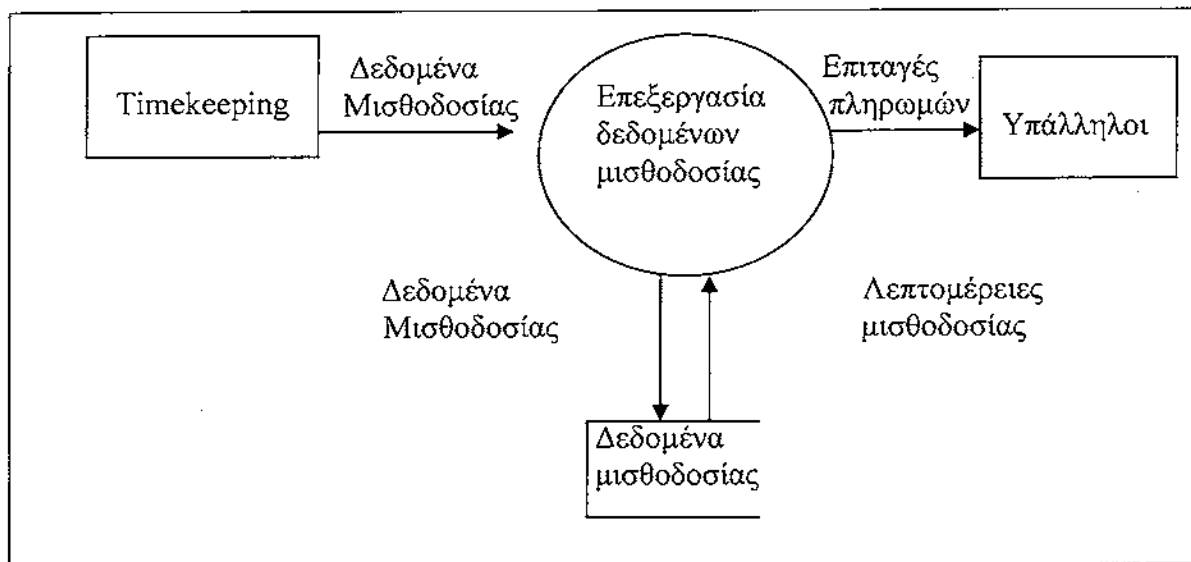 Timekeeping
Δεδομένα
Μισθοδοσίας
Επεξεργασία
δεδομένων
μισθοδοσίας
Επιταγές
πληρωμών
Υπάλληλοι
Δεδομένα
Μισθοδοσίας
Λεπτομέρειες
μισθοδοσίας
Δεδομένα
μισθοδοσίας